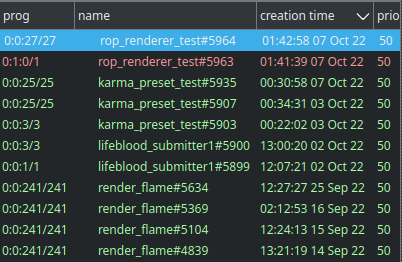 prog name creation time prio
0:0:27/27 rop_renderer_test#5964 01:42:58 07 Oct 22 50
0:1:0/1 rop_renderer_test#5963 01:41:39 07 Oct 22 50
0:0:25/25 karma_preset_test#5935 00:30:58 07 Oct 22 50
0:0:25/25 karma_preset_test#5907 00:34:31 03 Oct 22 50
0:0:3/3 karma_preset_test#5903 00:22:02 03 Oct 22 50
0:0:3/3 lifeblood_submitter1#5900 13:00:20 02 Oct 22 50
0:0:1/1 lifeblood_submitter1#5899 12:07:21 02 Oct 22 50
0:0:241/241 render_flame#5634 12:27:27 25 Sep 22 50
0:0:241/241 render_flame#5369 02:12:53 16 Sep 22 50
0:0:241/241 render_flame#5104 12:24:13 15 Sep 22 50
0:0:241/241 render_flame#4839 13:21:19 14 Sep 22 50